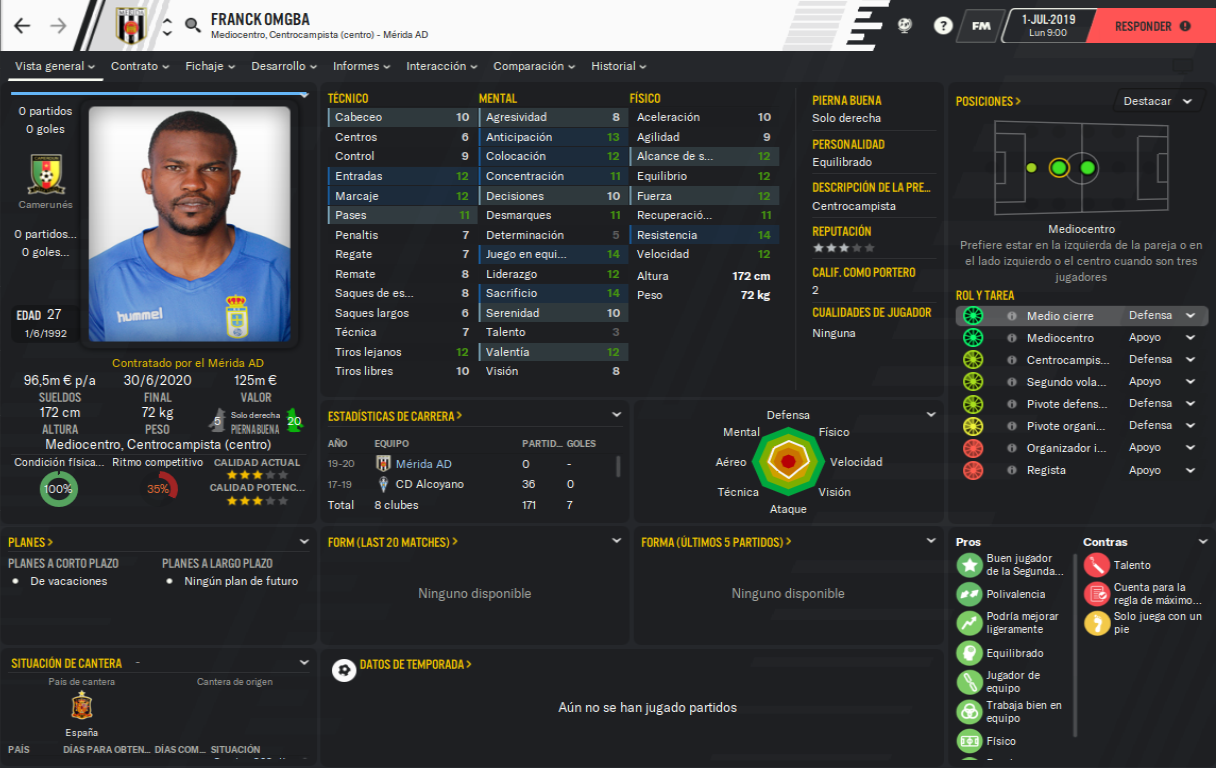 FRANCK OMGBA
Mediocentro, Centrocampista (centro) - Mérida AD
?
FM
1-JUL-2019
Lun 9:00
RESPONDER
Vista general
Contrato
Fichaje
Desarrollo
Informes
Interacción
Comparación
Historial
0 partidos
0 goles
Camerunés
0 partidos...
0 goles...
EDAD 27
1/6/1992
hummel
Contratado por el Mérida AD
96,5m € p/a
SUELDOS
30/6/2020
FINAL
125m €
VALOR
172 cm
ALTURA
72 kg
PESO
5
Solo derecha
PIERNA BUENA
20
Mediocentro, Centrocampista (centro)
Condición física...
100%
Ritmo competitivo
35%
CALIDAD ACTUAL
CALIDAD POTENC...
TÉCNICO
Cabeceo 10
Centros 6
Control 9
Entradas 12
Marcaje 12
Pases 11
Penaltis 7
Regate 7
Remate 8
Saques de es... 8
Saques largos 6
Técnica 7
Tiros lejanos 12
Tiros libres 10
MENTAL
Agresividad 8
Anticipación 13
Colocación 12
Concentración 11
Decisiones 10
Desmarques 11
Determinación 5
Juego en equi... 14
Liderazgo 12
Sacrificio 14
Serenidad 10
Talento 3
Valentía 12
Visión 8
FÍSICO
Aceleración 10
Agilidad 9
Alcance de s... 12
Equilibrio 12
Fuerza 12
Recuperació... 11
Resistencia 14
Velocidad 12
Altura 172 cm
Peso 72 kg
PIERNA BUENA
Solo derecha
PERSONALIDAD
Equilibrado
DESCRIPCIÓN DE LA PRE...
Centrocampista
REPUTACIÓN
CALIF. COMO PORTERO
2
CUALIDADES DE JUGADOR
Ninguna
POSICIONES >
Destacar
Mediocentro
Prefiere estar en la izquierda de la pareja o en
el lado izquierdo o el centro cuando son tres
jugadores
ROL Y TAREA
Medio cierre Defensa
Mediocentro Apoyo
Centrocampis... Defensa
Segundo vola... Apoyo
Pivote defens... Defensa
Pivote organi... Defensa
Organizador i... Apoyo
Regista Apoyo
ESTADÍSTICAS DE CARRERA >
AÑO EQUIPO PARTID... GOLES
19-20 Mérida AD 0 -
17-19 CD Alcoyano 36 0
Total 8 clubes 171 7
Defensa
Físico
Velocidad
Visión
Ataque
Técnica
Aéreo
Mental
PLANES >
PLANES A CORTO PLAZO
De vacaciones
PLANES A LARGO PLAZO
Ningún plan de futuro
FORM (LAST 20 MATCHES) >
Ninguno disponible
FORMA (ÚLTIMOS 5 PARTIDOS) >
Ninguno disponible
Pros
Buen jugador
de la Segunda...
Polivalencia
Podría mejorar
ligeramente
Equilibrado
Jugador de
equipo
Trabaja bien en
equipo
Físico
Contras
Talento
Cuenta para la
regla de máximo...
Solo juega con un
pie
SITUACIÓN DE CANTERA -
País de cantera
España
Cantera de origen
PAÍS DÍAS PARA OBTEN... DÍAS COM... SITUACIÓN
DATOS DE TEMPORADA >
Aún no se han jugado partidos